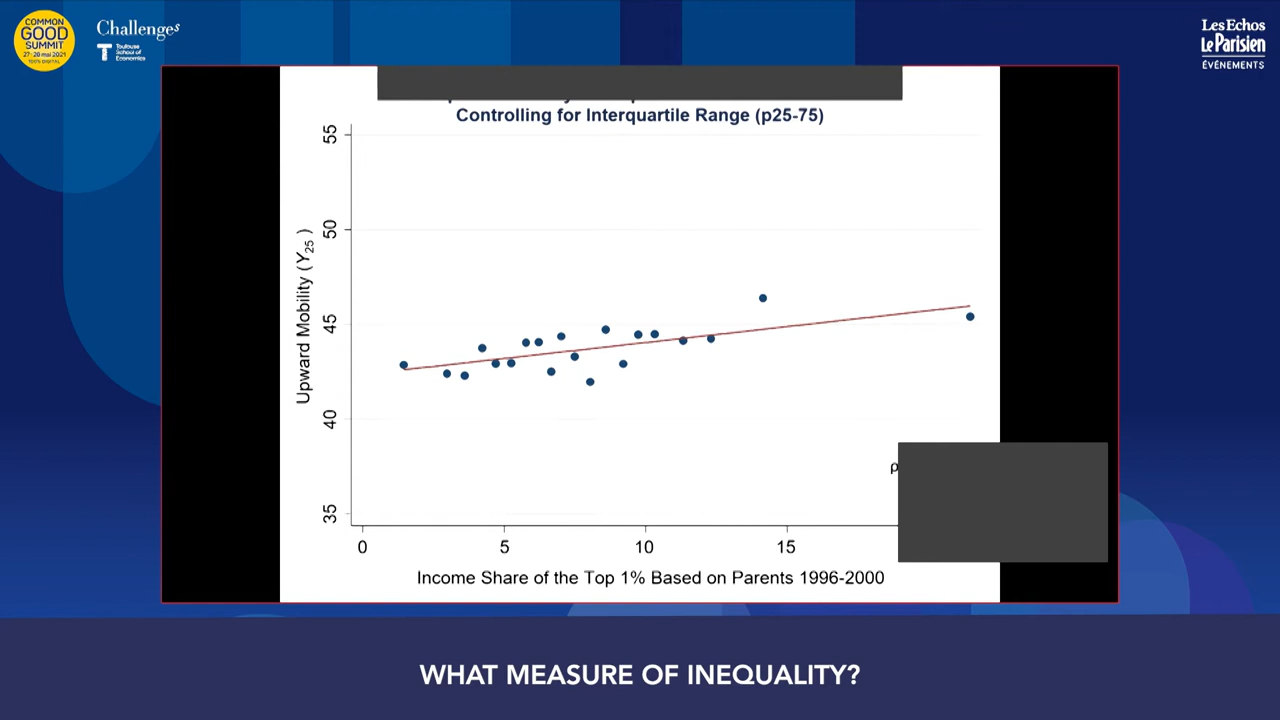 COMMON
GOOD
SUMMIT
27-28 mai 2021
100% DIGITAL
Challenges
Toulouse
School of
Economics
Les Echos
Le Parisien
ÉVÉNEMENTS
Controlling for Interquartile Range (p25-75)
55
50
45
40
35
Upward Mobility (Y25)
ρ
0
5
10
15
Income Share of the Top 1% Based on Parents 1996-2000
WHAT MEASURE OF INEQUALITY?